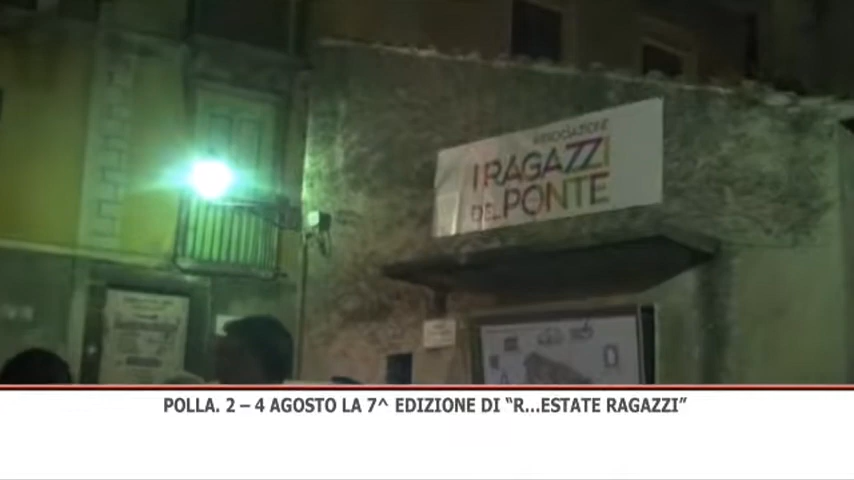 ASSOCIAZIONE
I RAGAZZI
DEL PONTE
POLLA. 2 – 4 AGOSTO LA 7^ EDIZIONE DI “R...ESTATE RAGAZZI”